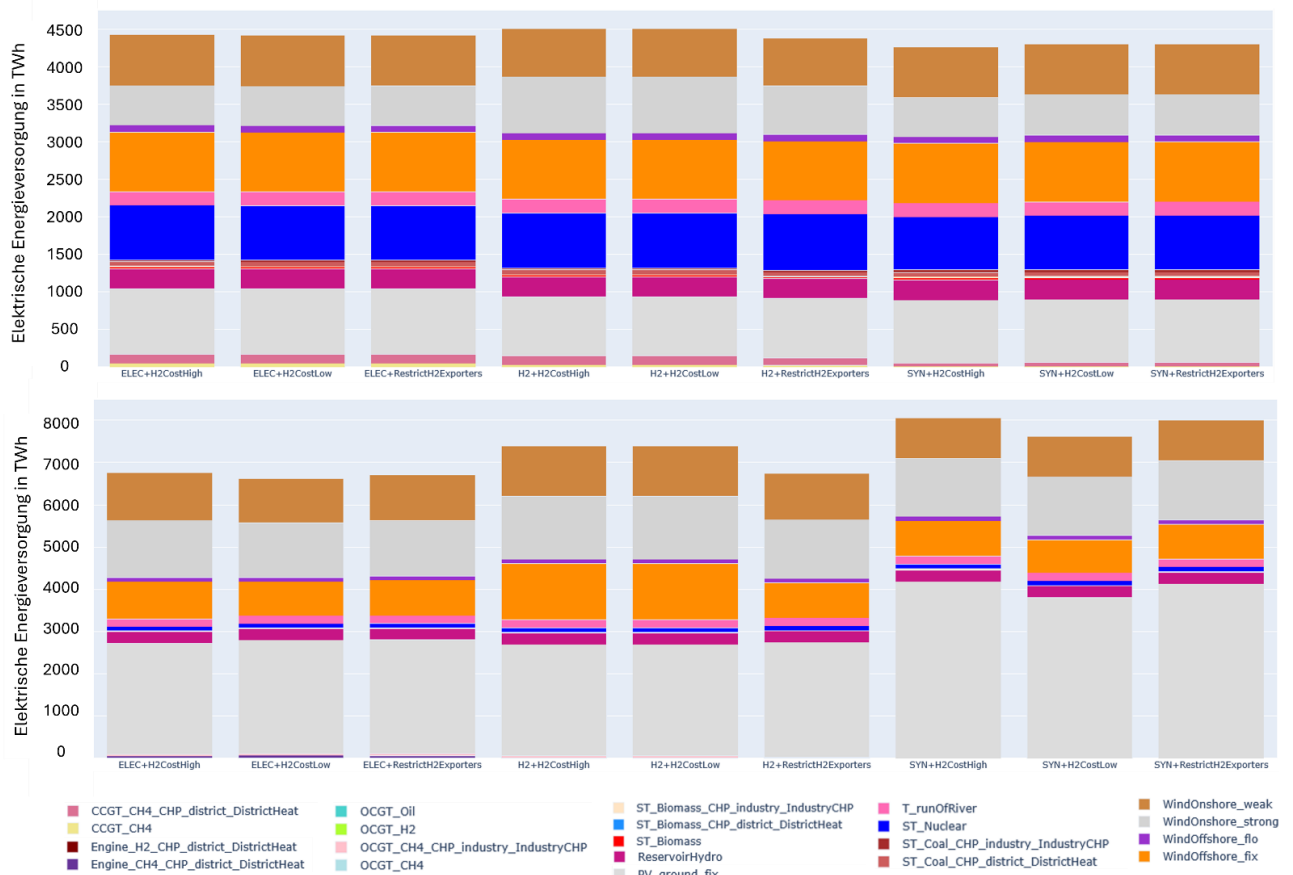 Elektrische Energieversorgung in TWh
4500
4000
3500
3000
2500
2000
1500
1000
500
0
ELEC+H2CostHigh ELEC+H2CostLow ELEC+RestrictH2Exporters H2+H2CostHigh H2+H2CostLow H2+RestrictH2Exporters SYN+H2CostHigh SYN+H2CostLow SYN+RestrictH2Exporters
Elektrische Energieversorgung in TWh
8000
7000
6000
5000
4000
3000
2000
1000
0
ELEC+H2CostHigh ELEC+H2CostLow ELEC+RestrictH2Exporters H2+H2CostHigh H2+H2CostLow H2+RestrictH2Exporters SYN+H2CostHigh SYN+H2CostLow SYN+RestrictH2Exporters
CCGT_CH4_CHP_district_DistrictHeat
CCGT_CH4
Engine_H2_CHP_district_DistrictHeat
Engine_CH4_CHP_district_DistrictHeat
OCGT_Oil
OCGT_H2
OCGT_CH4_CHP_industry_IndustryCHP
OCGT_CH4
ST_Biomass_CHP_industry_IndustryCHP
ST_Biomass_CHP_district_DistrictHeat
ST_Biomass
ReservoirHydro
PV_ground_fix
T_runOfRiver
ST_Nuclear
ST_Coal_CHP_industry_IndustryCHP
ST_Coal_CHP_district_DistrictHeat
WindOnshore_weak
WindOnshore_strong
WindOffshore_flo
WindOffshore_fix